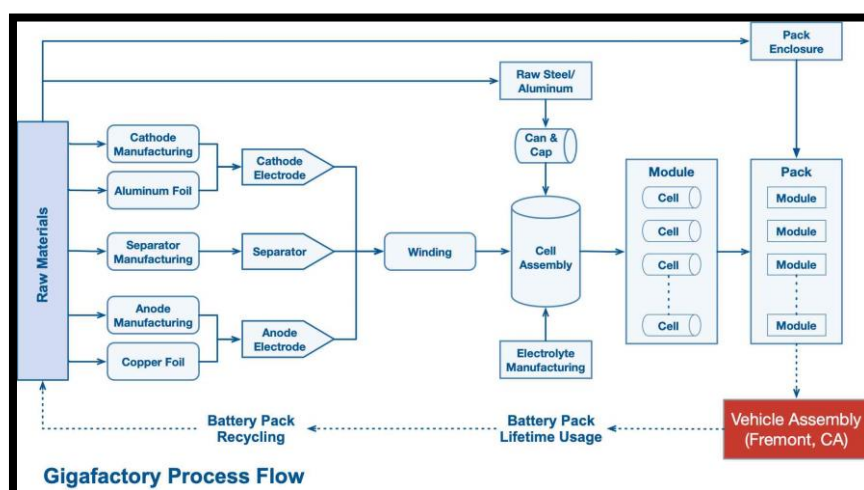 Pack
Enclosure
Raw Steel/
Aluminum
Can &
Cap
Raw Materials
Cathode
Manufacturing
Aluminum Foil
Cathode
Electrode
Separator
Manufacturing
Separator
Anode
Manufacturing
Copper Foil
Anode
Electrode
Winding
Cell
Assembly
Electrolyte
Manufacturing
Module
Cell
Cell
Cell
Cell
Pack
Module
Module
Module
Module
Vehicle Assembly
(Fremont, CA)
Battery Pack
Lifetime Usage
Battery Pack
Recycling
Gigafactory Process Flow